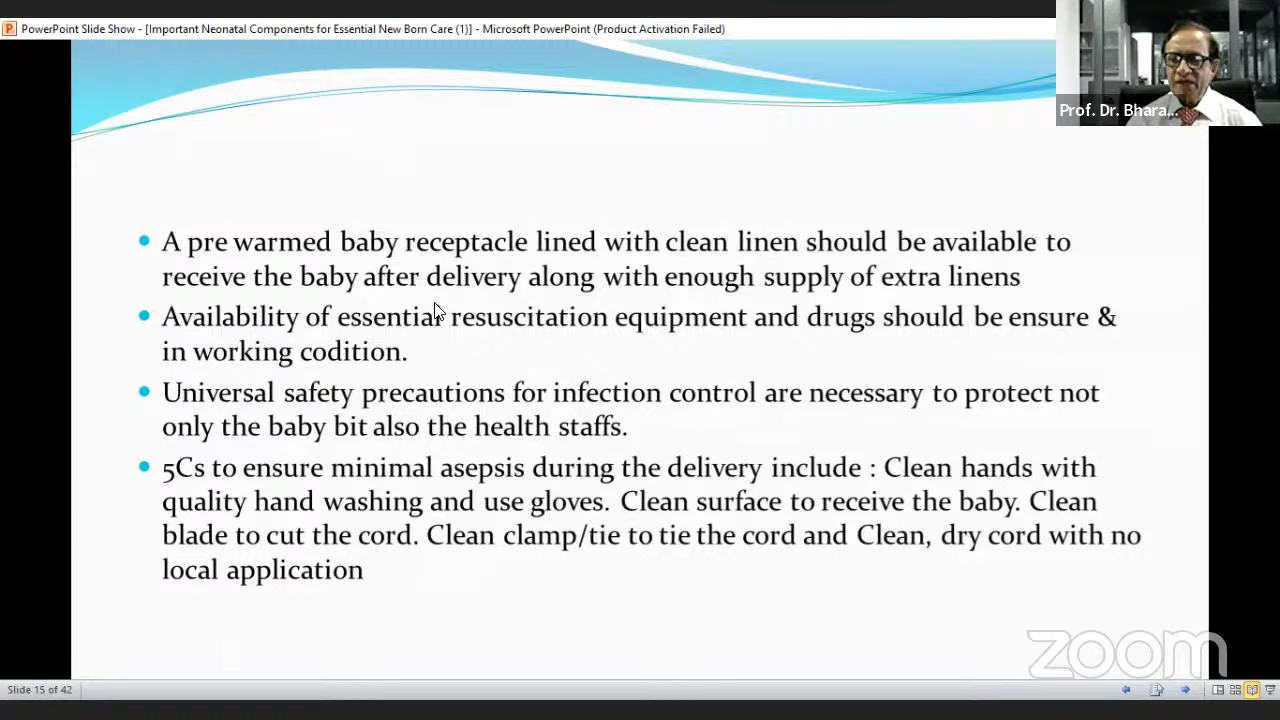 PowerPoint Slide Show - [Important Neonatal Components for Essential New Born Care (1)] - Microsoft PowerPoint (Product Activation Failed)
Prof. Dr. Bhara...
A pre warmed baby receptacle lined with clean linen should be available to
receive the baby after delivery along with enough supply of extra linens
Availability of essential resuscitation equipment and drugs should be ensure &
in working codition.
Universal safety precautions for infection control are necessary to protect not
only the baby bit also the health staffs.
5Cs to ensure minimal asepsis during the delivery include : Clean hands with
quality hand washing and use gloves. Clean surface to receive the baby. Clean
blade to cut the cord. Clean clamp/tie to tie the cord and Clean, dry cord with no
local application
zoom
Slide 15 of 42